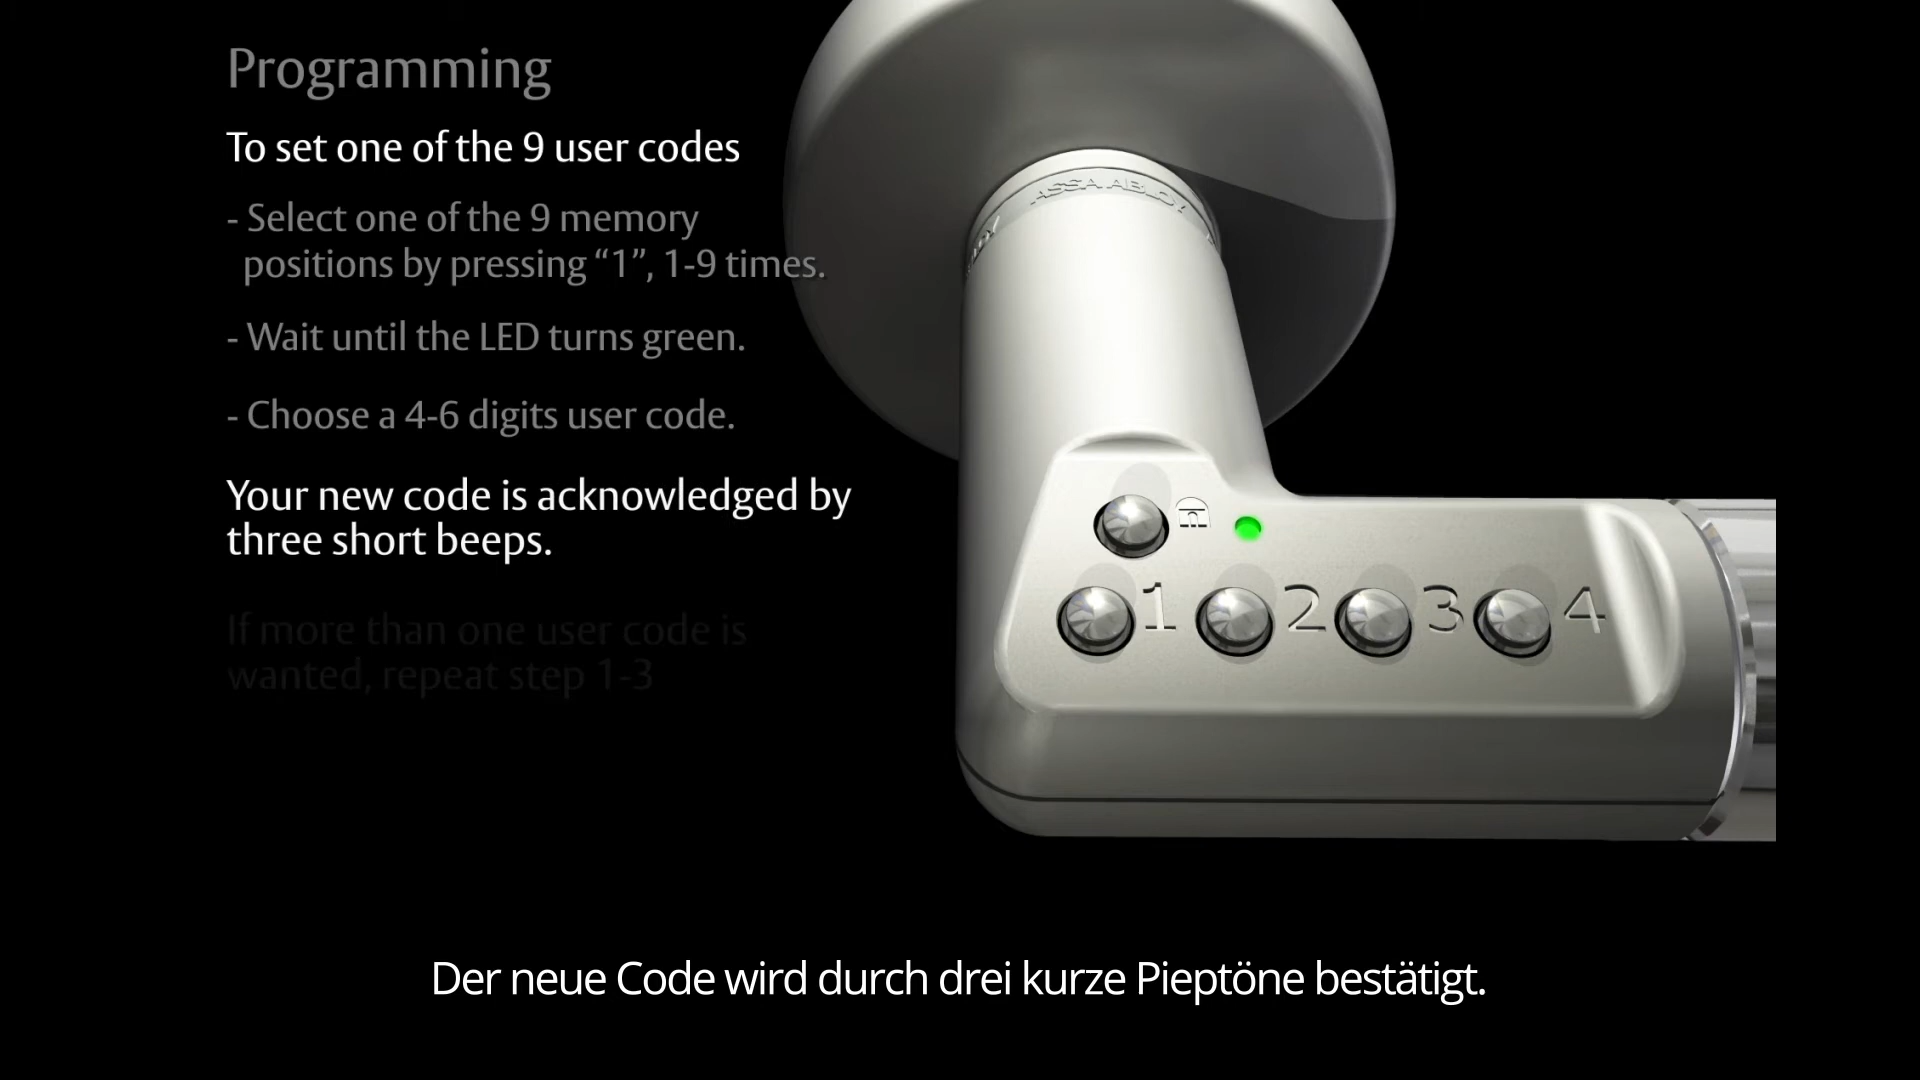 Programming
To set one of the 9 user codes
- Select one of the 9 memory
positions by pressing “1”, 1-9 times.
- Wait until the LED turns green.
- Choose a 4-6 digits user code.
Your new code is acknowledged by
three short beeps.
If more than one user code is
wanted, repeat step 1-3
ASSA ABLOY
1 2 3 4
Der neue Code wird durch drei kurze Pieptöne bestätigt.